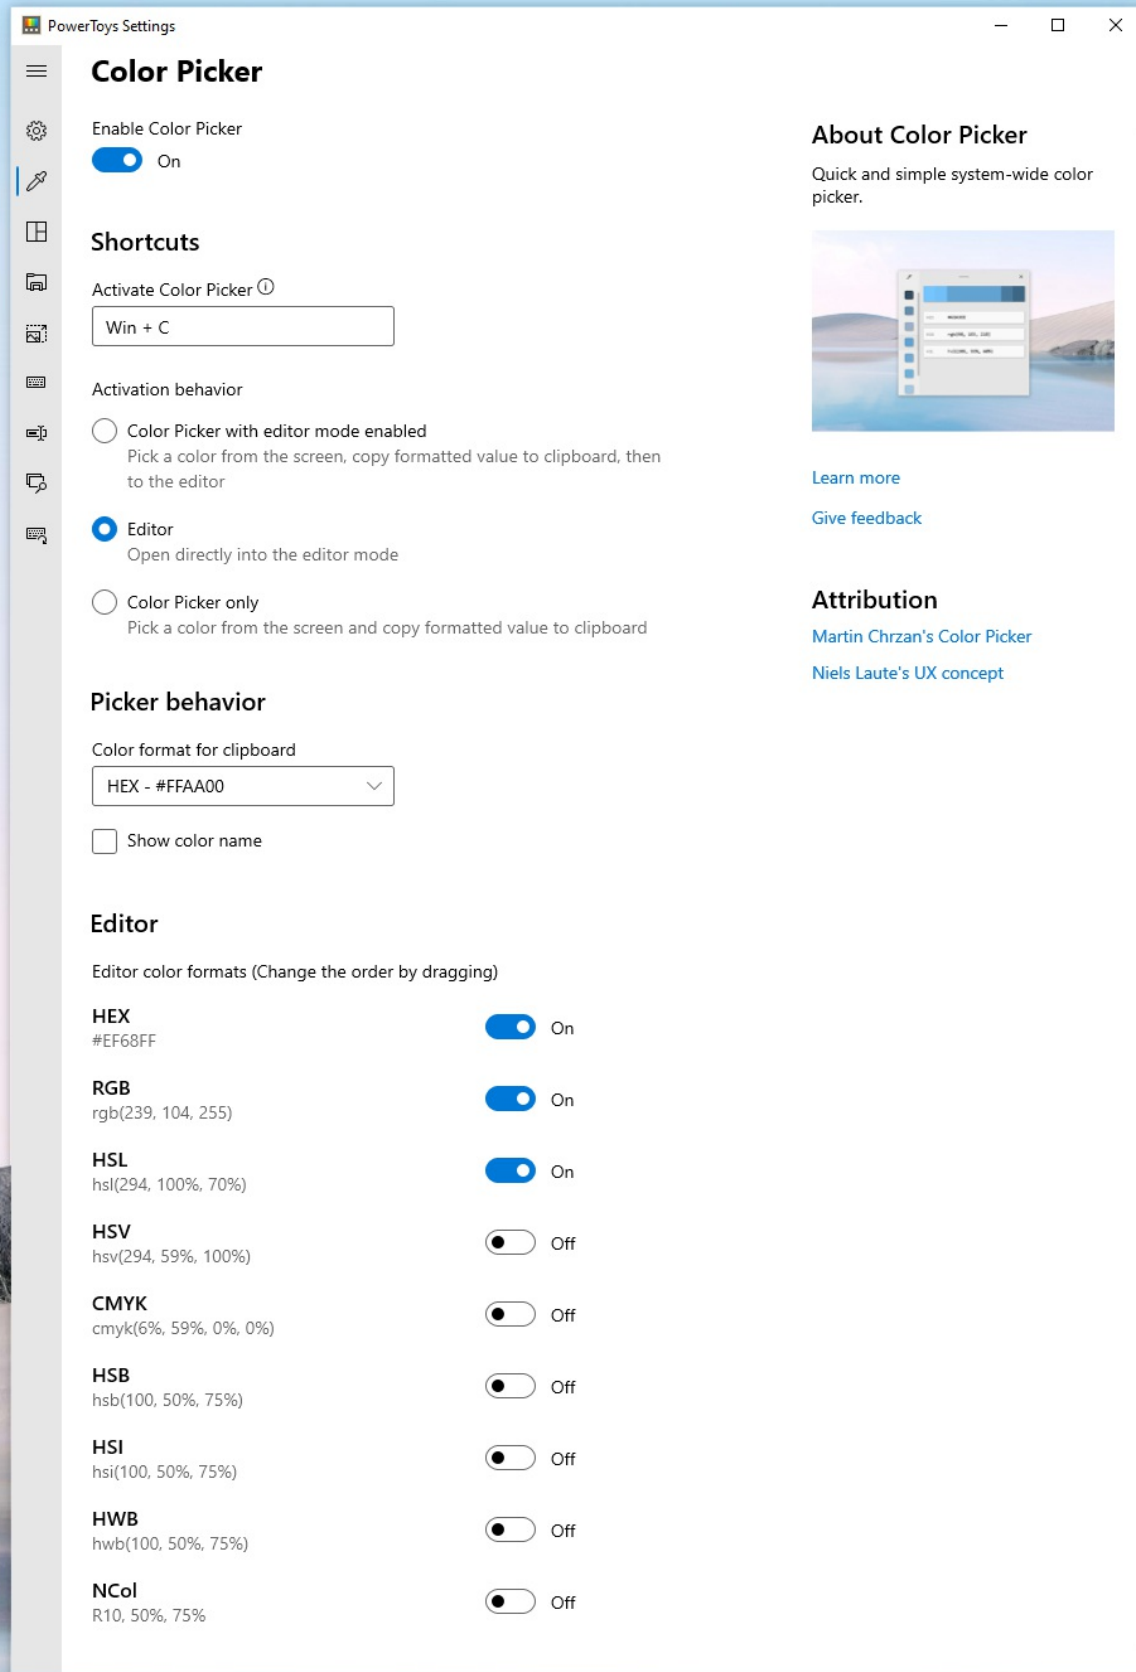 PowerToys Settings
Color Picker
Enable Color Picker
On
Shortcuts
Activate Color Picker
Win + C
Activation behavior
Color Picker with editor mode enabled
Pick a color from the screen, copy formatted value to clipboard, then
to the editor
Editor
Open directly into the editor mode
Color Picker only
Pick a color from the screen and copy formatted value to clipboard
Picker behavior
Color format for clipboard
HEX - #FFAA00
Show color name
Editor
Editor color formats (Change the order by dragging)
HEX
#EF68FF
On
RGB
rgb(239, 104, 255)
On
HSL
hsl(294, 100%, 70%)
On
HSV
hsv(294, 59%, 100%)
Off
CMYK
cmyk(6%, 59%, 0%, 0%)
Off
HSB
hsb(100, 50%, 75%)
Off
HSI
hsi(100, 50%, 75%)
Off
HWB
hwb(100, 50%, 75%)
Off
NCol
R10, 50%, 75%
Off
About Color Picker
Quick and simple system-wide color
picker.
Learn more
Give feedback
Attribution
Martin Chrzan's Color Picker
Niels Laute's UX concept